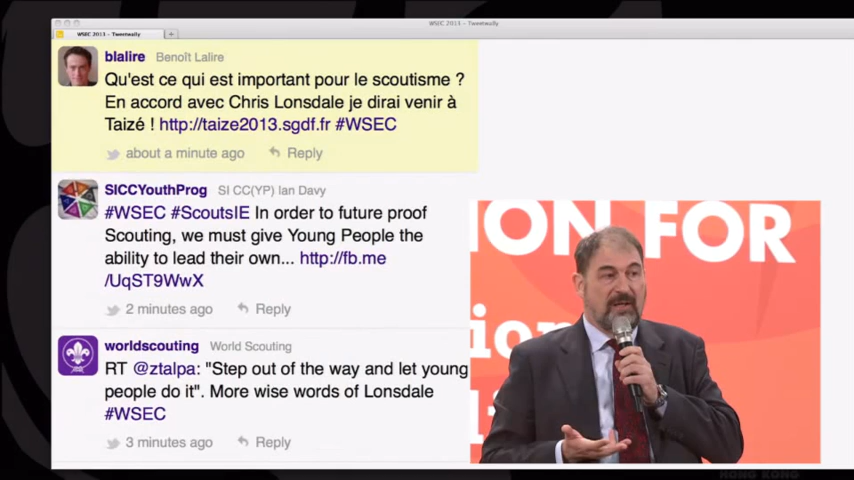 WSEC 2013 – Tweetwally
WSEC 2013 – Tweetwally
blalire Benoît Lalire
Qu'est ce qui est important pour le scoutisme ?
En accord avec Chris Lonsdale je dirai venir à
Taizé ! http://taize2013.sgdf.fr #WSEC
about a minute ago Reply
SICCYouthProg SI CC(YP) Ian Davy
#WSEC #ScoutsIE In order to future proof
Scouting, we must give Young People the
ability to lead their own... http://fb.me
/UqST9WwX
2 minutes ago Reply
worldscouting World Scouting
RT @ztalpa: "Step out of the way and let young
people do it". More wise words of Lonsdale
#WSEC
3 minutes ago Reply
ION FOR
HONG KONG